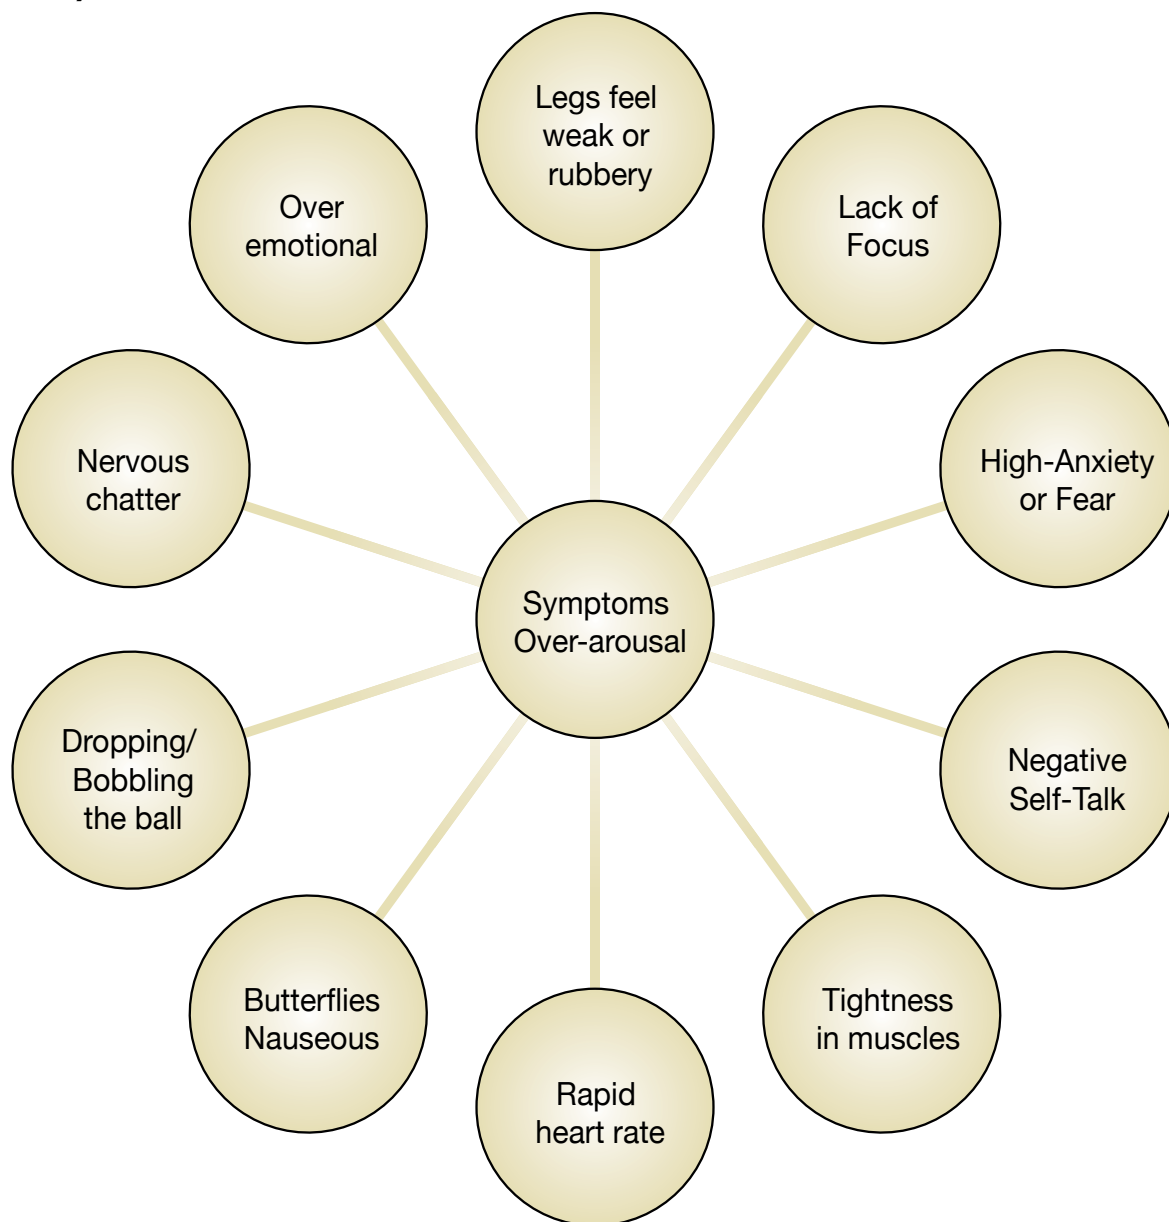 Legs feel
weak or
rubbery
Lack of
Focus
High-Anxiety
or Fear
Negative
Self-Talk
Tightness
in muscles
Rapid
heart rate
Butterflies
Nauseous
Dropping/
Bobbling
the ball
Nervous
chatter
Over
emotional
Symptoms
Over-arousal